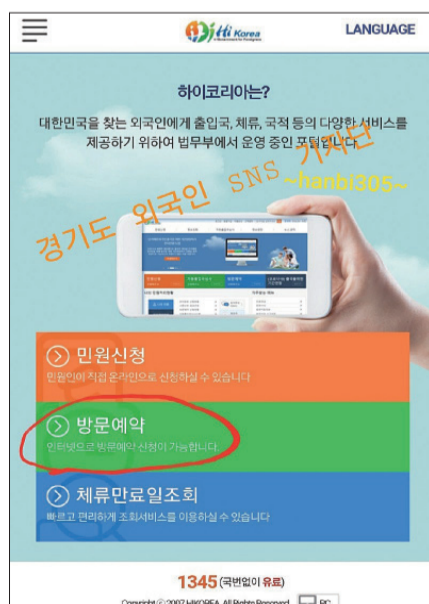 Hi Korea
LANGUAGE
하이코리아는?
대한민국을 찾는 외국인에게 출입국, 체류, 국적 등의 다양한 서비스를
제공하기 위하여 법무부에서 운영 중인 포털입니다.
경기도 외국인 SNS 기자단
~hanbi305~
민원신청
민원인이 직접 온라인으로 신청하실 수 있습니다
방문예약
인터넷으로 방문예약 신청이 가능합니다.
체류만료일조회
빠르고 편리하게 조회서비스를 이용하실 수 있습니다
1345 (국번없이 유료)
Copyright ⓒ 2007 HIKOREA. All Rights Reserved.
PC